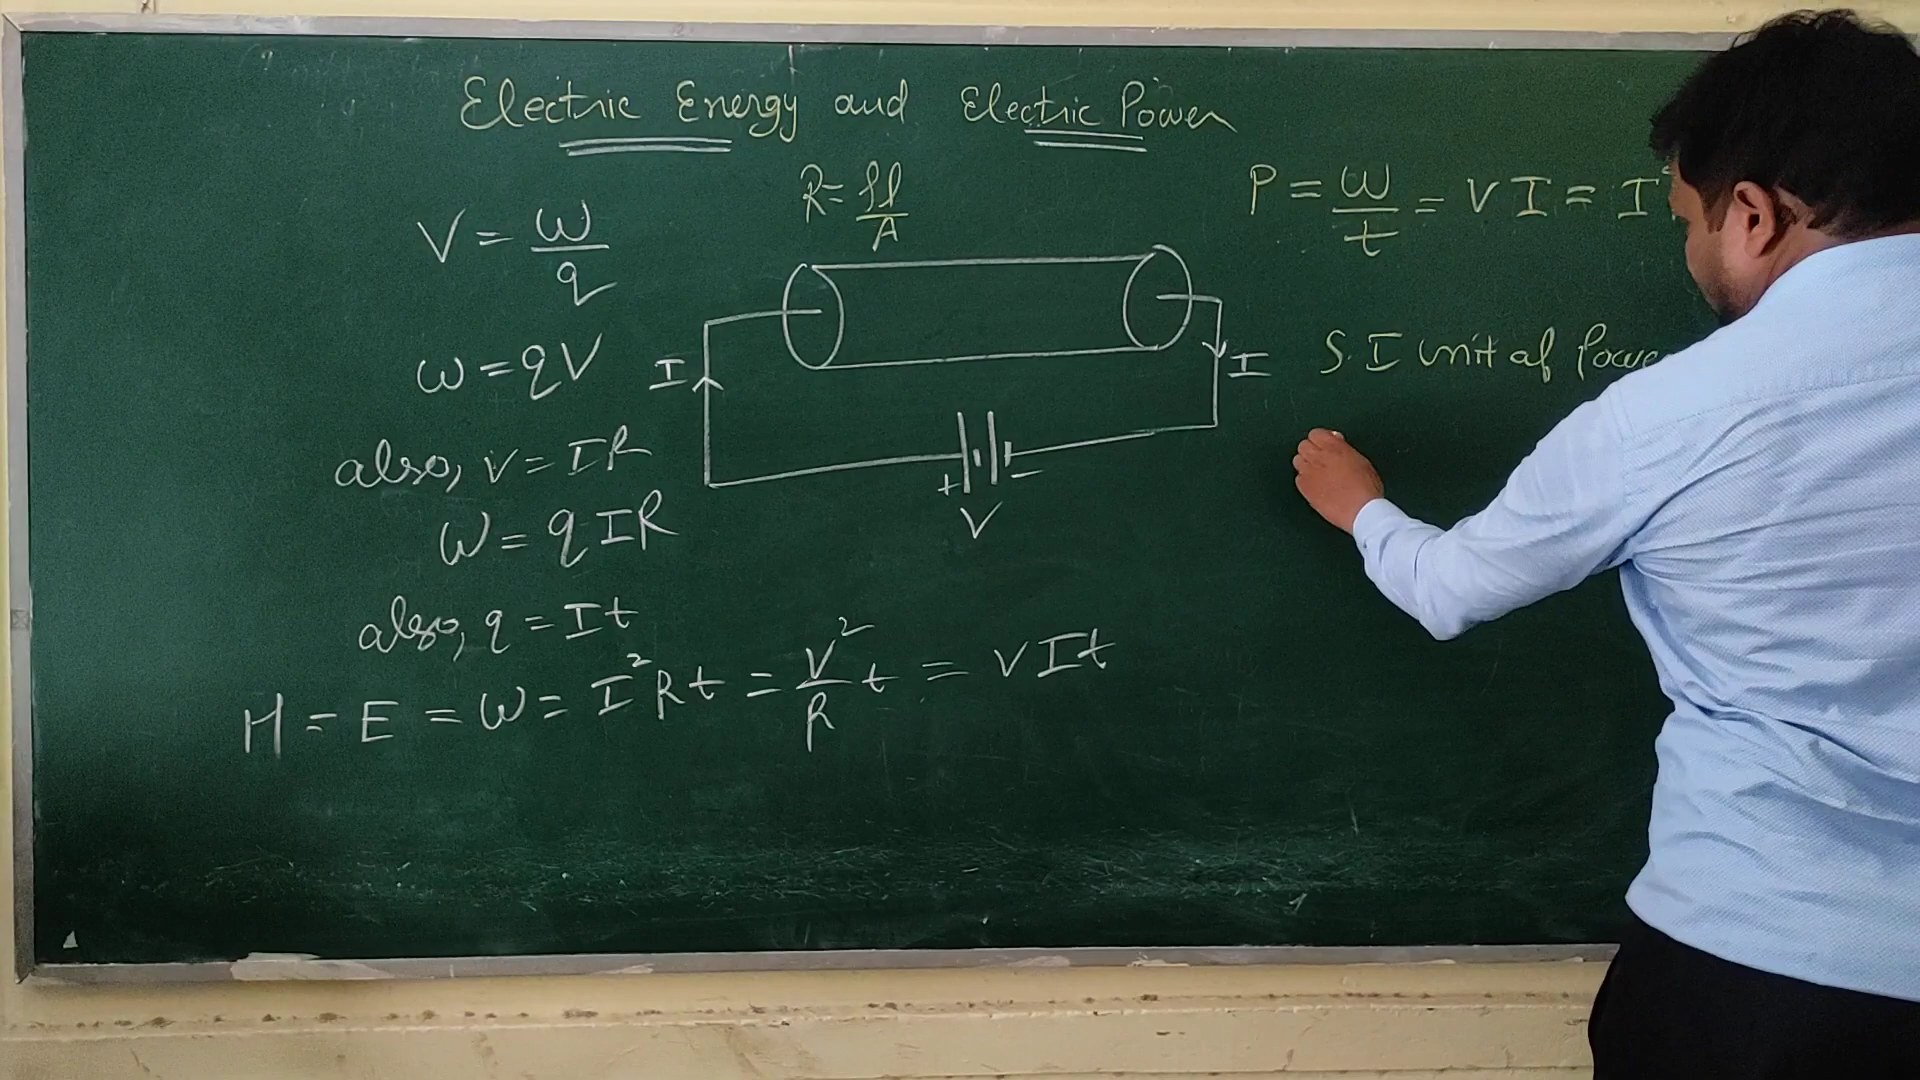 Electric Energy and Electric Power
V = W/q
W = qV
also, V = IR
W = qIR
also, q = It
H = E = W = I²Rt = V²/R t = VIt
R = ρl/A
I
I
+ -
V
P = W/t = VI = I²
S.I unit of Powe